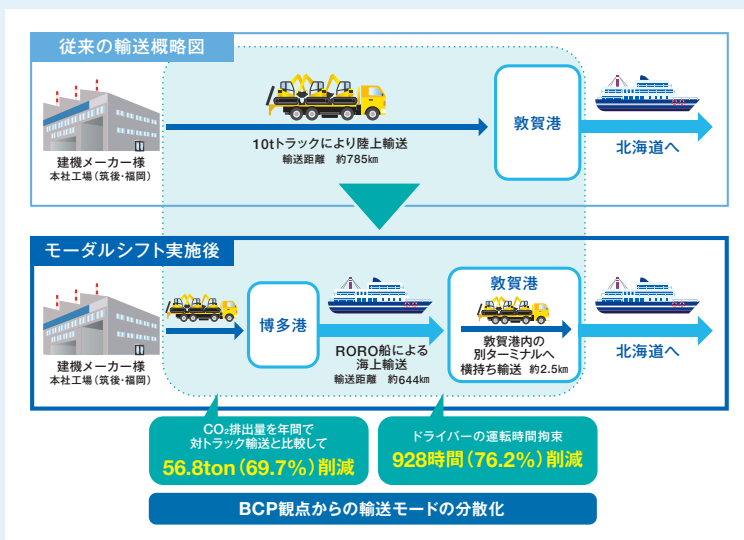 従来の輸送概略図
建機メーカー様
本社工場(筑後・福岡)
10tトラックにより陸上輸送
輸送距離 約785km
敦賀港
北海道へ
モーダルシフト実施後
建機メーカー様
本社工場(筑後・福岡)
博多港
RORO船による
海上輸送
輸送距離 約644km
敦賀港
敦賀港内の
別ターミナルへ
横持ち輸送 約2.5km
北海道へ
CO₂排出量を年間で
対トラック輸送と比較して
56.8ton(69.7%)削減
ドライバーの運転時間拘束
928時間(76.2%)削減
BCP観点からの輸送モードの分散化